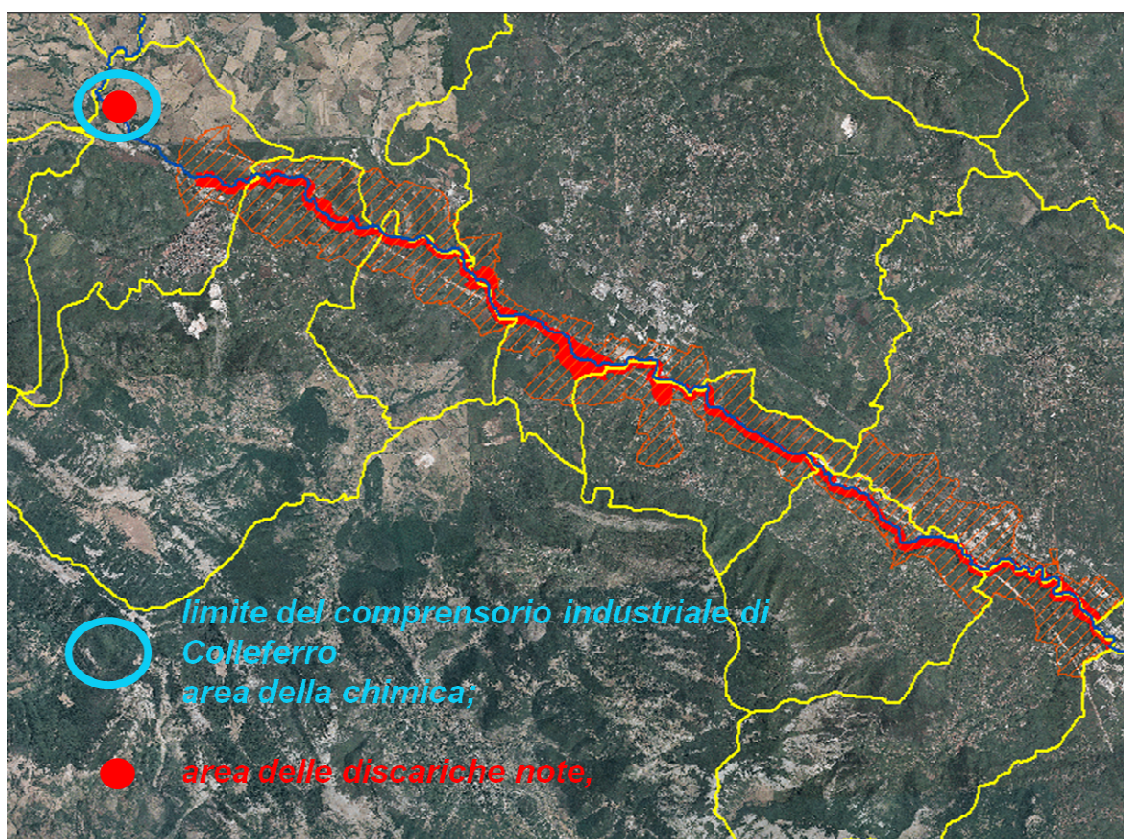 limite del comprensorio industriale di
Colleferro
area della chimica;
area delle discariche note,